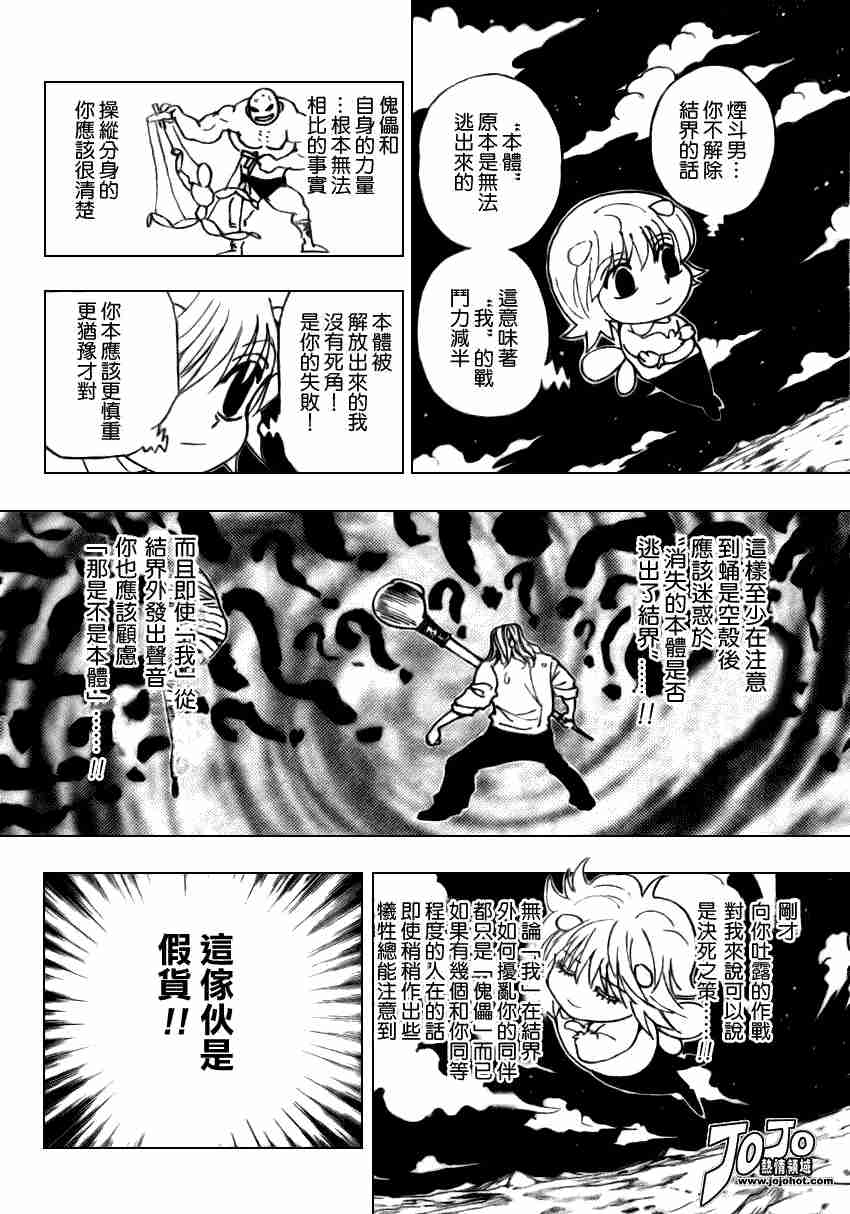 煙斗男…
你不解除
結界的話
"本體"
原本是無法
逃出來的
這意味著
"我"的戰
鬥力減半
傀儡和
自身的力量
…根本無法
相比的事實
操縱分身的
你應該很清楚
本體被
解放出來的我
沒有死角！
是你的失敗！
你本應該更慎重
更猶豫才對
這樣至少在注意
到蛹是空殼後
應該迷惑於
"消失的本體是否
逃出了結界"……!!
而且即使「我」從
結界外發出聲音
你也應該顧慮
「那是不是本體」……!!
剛才
向你吐露的作戰
對我來說可以說
是決死之策……!!
無論「我」在結界
外如何擾亂你的同伴
都只是「傀儡」而已
如果有幾個和你同等
程度的人在的話
即使稍稍作出些
犧牲總能注意到
這傢伙是
假貨!!
JOJO
熱情領域
www.jojohot.com